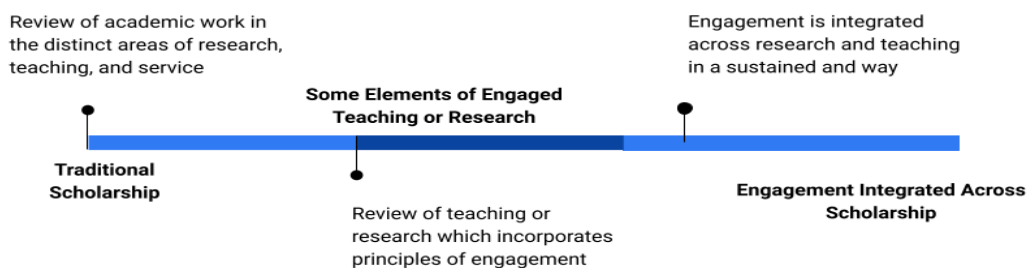 Review of academic work in
the distinct areas of research,
teaching, and service
Traditional
Scholarship
Some Elements of Engaged
Teaching or Research
Review of teaching or
research which incorporates
principles of engagement
Engagement is integrated
across research and teaching
in a sustained and way
Engagement Integrated Across
Scholarship